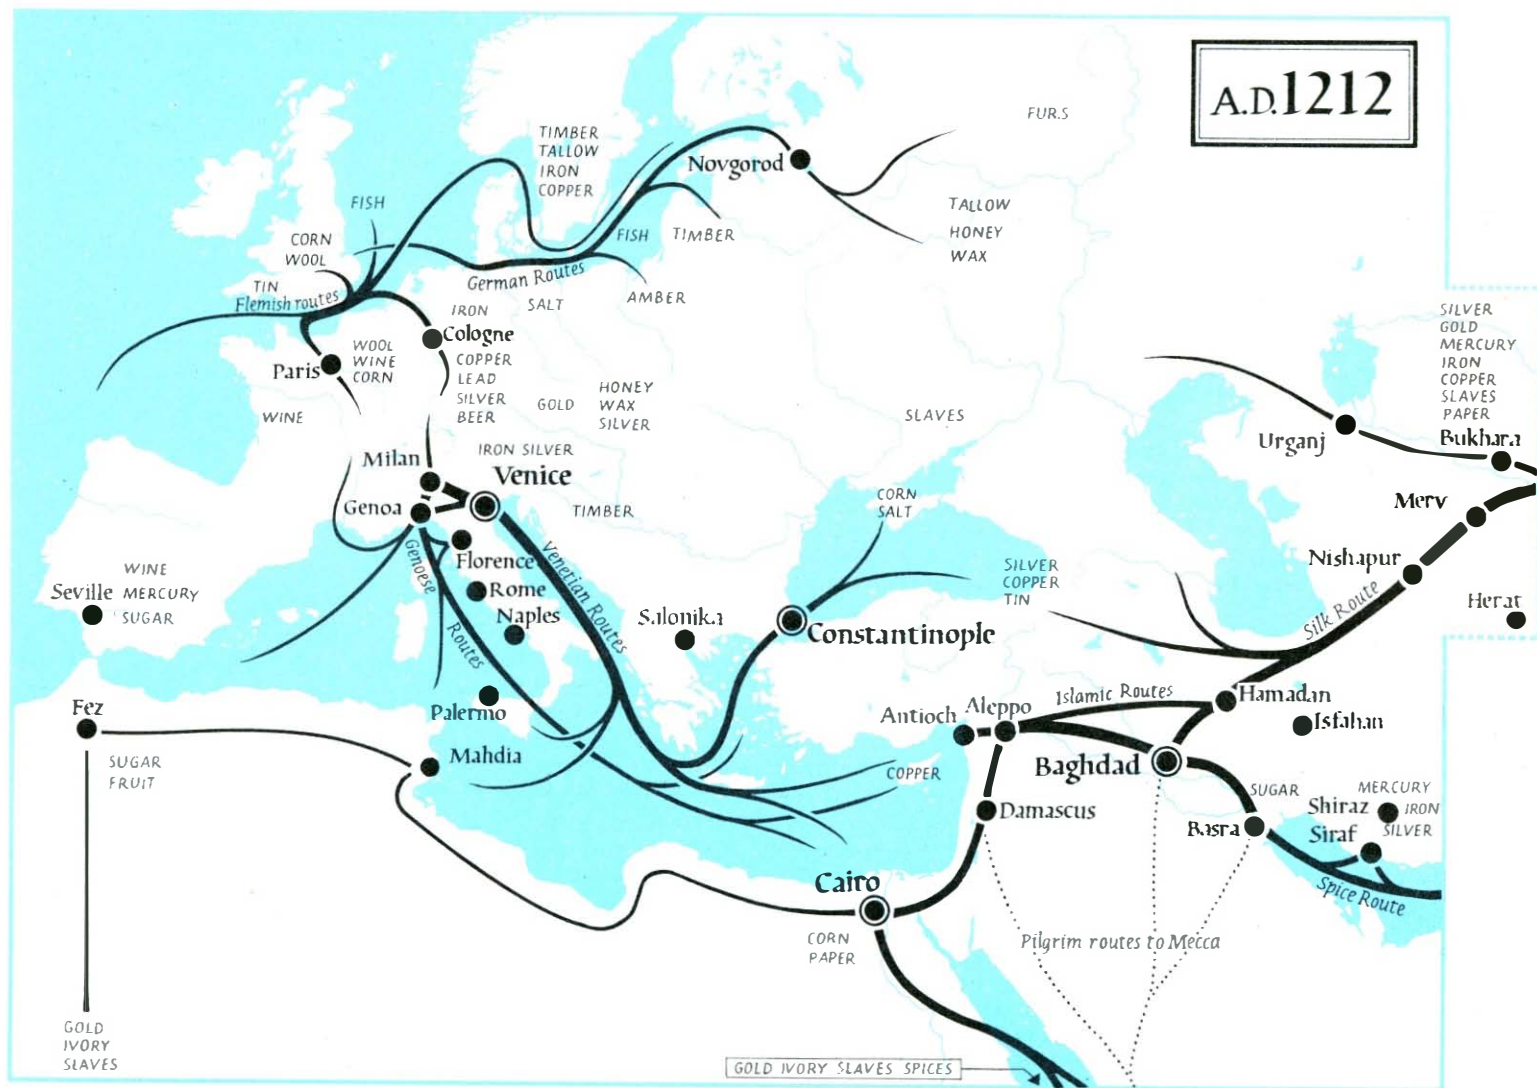 A.D. 1212
FURS
TIMBER
TALLOW
IRON
COPPER
Novgorod
FISH
TALLOW
HONEY
WAX
CORN
WOOL
FISH
TIMBER
TIN
Flemish routes
German Routes
SALT
AMBER
IRON
Cologne
SILVER
GOLD
MERCURY
IRON
COPPER
SLAVES
PAPER
Paris
WOOL
WINE
CORN
COPPER
LEAD
SILVER
BEER
GOLD
HONEY
WAX
SILVER
WINE
SLAVES
Urganj
Bukhara
Milan
IRON SILVER
Venice
Genoa
TIMBER
CORN
SALT
Merv
Florence
Genoese
Routes
Venetian Routes
Rome
Naples
Nishapur
WINE
Seville
MERCURY
SUGAR
Salonika
Constantinople
SILVER
COPPER
TIN
Silk Route
Herat
Palermo
Fez
Mahdia
SUGAR
FRUIT
Antioch
Aleppo
Islamic Routes
Hamadan
Isfahan
COPPER
Baghdad
SUGAR
MERCURY
Shiraz
IRON
Siraf
SILVER
Damascus
Basra
Spice Route
Cairo
CORN
PAPER
Pilgrim routes to Mecca
GOLD
IVORY
SLAVES
GOLD IVORY SLAVES SPICES